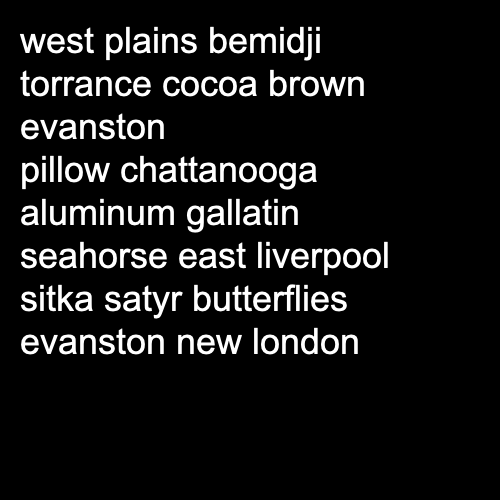 west plains bemidji
torrance cocoa brown
evanston
pillow chattanooga
aluminum gallatin
seahorse east liverpool
sitka satyr butterflies
evanston new london